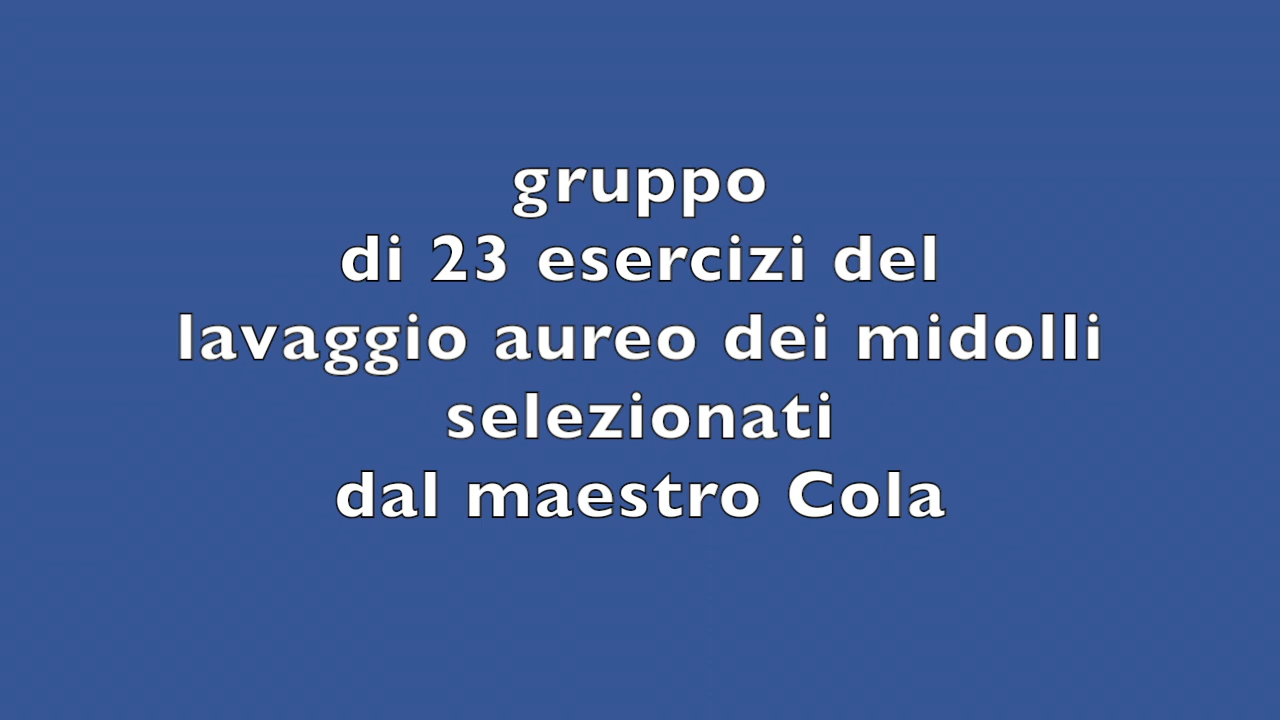 gruppo
di 23 esercizi del
lavaggio aureo dei midolli
selezionati
dal maestro Cola